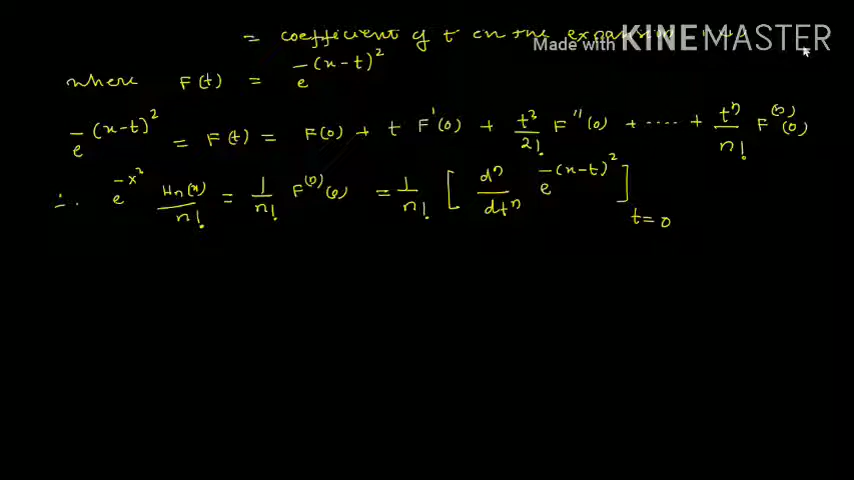 = coefficient of t in the expansion
Made with KINEMASTER
where F(t) = e^{-(x-t)^2}
e^{-(x-t)^2} = F(t) = F(0) + t F'(0) + t^2/2! F''(0) + ···· + t^n/n! F^{(n)}(0)
∴ e^{-x^2} H_n(x)/n! = 1/n! F^{(n)}(0) = 1/n! [d^n/dt^n e^{-(x-t)^2}]_{t=0}